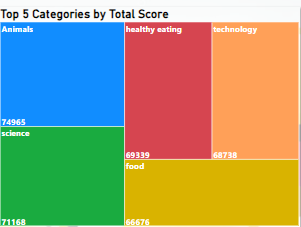 Top 5 Categories by Total Score
Animals
74965
science
71168
healthy eating
69339
technology
68738
food
66676